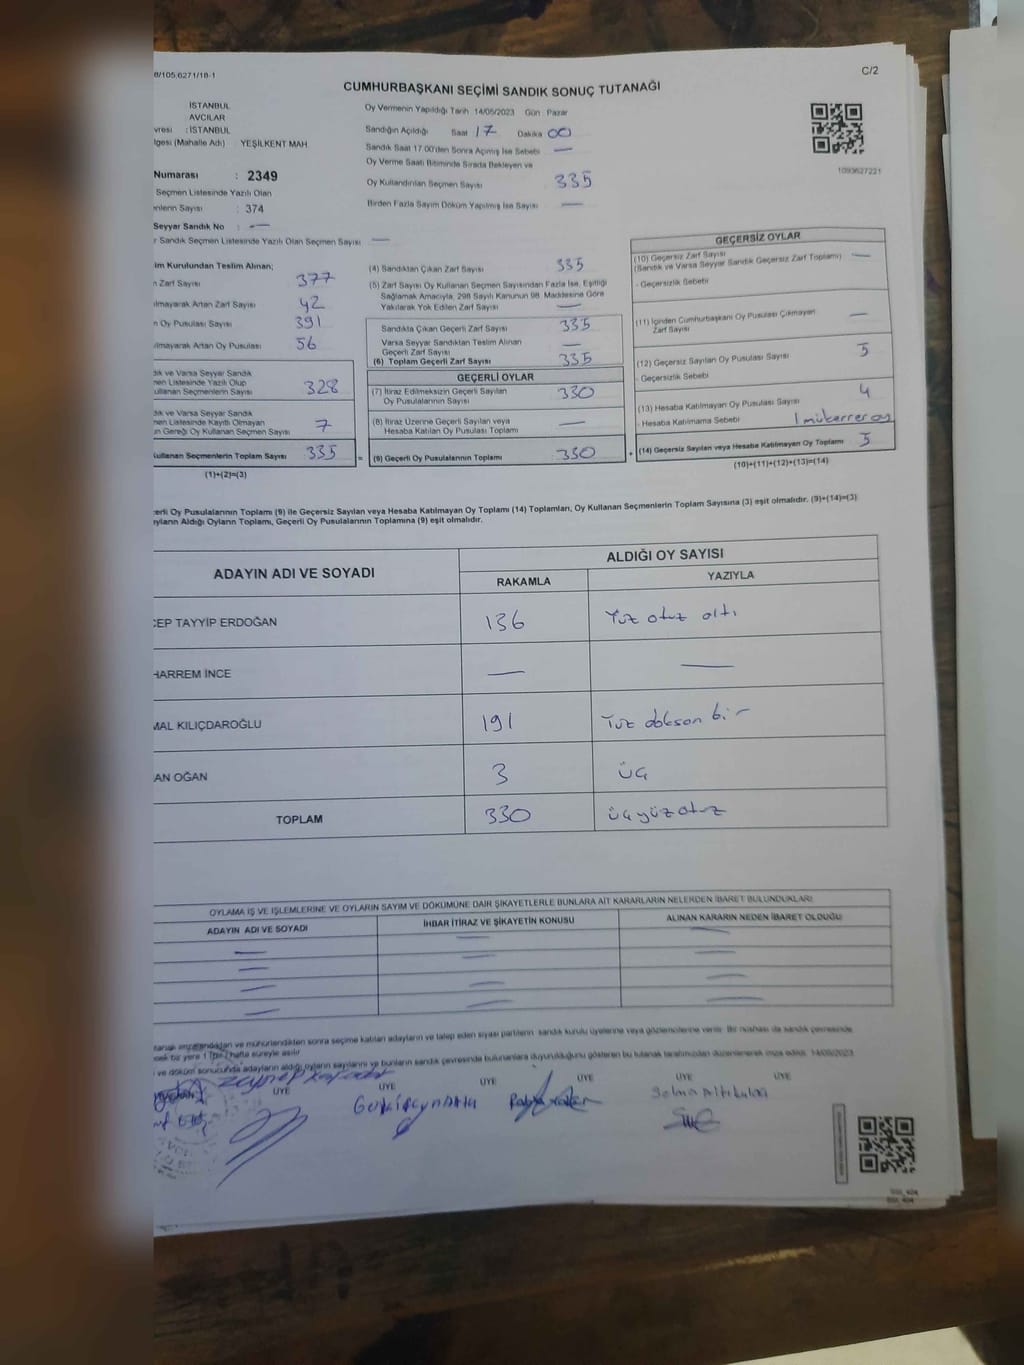 8/105.6271/18-1
C/2
CUMHURBAŞKANI SEÇİMİ SANDIK SONUÇ TUTANAĞI
İSTANBUL
AVCILAR
vresi : İSTANBUL
lgesi (Mahalle Adı) YEŞİLKENT MAH
Numarası : 2349
Seçmen Listesinde Yazılı Olan
nlerin Sayısı : 374
Seyyar Sandık No : —
r Sandık Seçmen Listesinde Yazılı Olan Seçmen Sayısı —
Oy Vermenin Yapıldığı Tarih 14/05/2023 Gün Pazar
Sandığın Açıldığı Saat 17 Dakika 00
Sandık Saat 17.00'den Sonra Açılmış İse Sebebi —
Oy Verme Saati Bitiminde Sırada Bekleyen ve
Oy Kullandırılan Seçmen Sayısı 335
Birden Fazla Sayım Döküm Yapılmış İse Sayısı —
1093627221
im Kurulundan Teslim Alınan;
n Zarf Sayısı 377
ılmayarak Artan Zarf Sayısı 42
n Oy Pusulası Sayısı 391
ılmayarak Artan Oy Pusulası 56
dık ve Varsa Seyyar Sandık
men Listesinde Yazılı Olup
ullanan Seçmenlerin Sayısı 328
dık ve Varsa Seyyar Sandık
men Listesinde Kayıtlı Olmayan
un Gereği Oy Kullanan Seçmen Sayısı 7
ullanan Seçmenlerin Toplam Sayısı 335 =
(1)+(2)=(3)
(4) Sandıktan Çıkan Zarf Sayısı 335
(5) Zarf Sayısı Oy Kullanan Seçmen Sayısından Fazla İse, Eşitliği
Sağlamak Amacıyla, 298 Sayılı Kanunun 98. Maddesine Göre
Yakılarak Yok Edilen Zarf Sayısı —
Sandıkta Çıkan Geçerli Zarf Sayısı 335
Varsa Seyyar Sandıktan Teslim Alınan
Geçerli Zarf Sayısı —
(6) Toplam Geçerli Zarf Sayısı 335
GEÇERLİ OYLAR
(7) İtiraz Edilmeksizin Geçerli Sayılan
Oy Pusulalarının Sayısı 330
(8) İtiraz Üzerine Geçerli Sayılan veya
Hesaba Katılan Oy Pusulası Toplamı —
(9) Geçerli Oy Pusulalarının Toplamı 330 +
GEÇERSİZ OYLAR
(10) Geçersiz Zarf Sayısı
(Sandık ve Varsa Seyyar Sandık Geçersiz Zarf Toplamı) —
- Geçersizlik Sebebi
(11) İçinden Cumhurbaşkanı Oy Pusulası Çıkmayan
Zarf Sayısı —
(12) Geçersiz Sayılan Oy Pusulası Sayısı 5
- Geçersizlik Sebebi
(13) Hesaba Katılmayan Oy Pusulası Sayısı 4
- Hesaba Katılmama Sebebi 1 mükerrer oy
(14) Geçersiz Sayılan veya Hesaba Katılmayan Oy Toplamı 5
(10)+(11)+(12)+(13)=(14)
erli Oy Pusulalarının Toplamı (9) ile Geçersiz Sayılan veya Hesaba Katılmayan Oy Toplamı (14) Toplamları, Oy Kullanan Seçmenlerin Toplam Sayısına (3) eşit olmalıdır. (9)+(14)=(3)
ayların Aldığı Oyların Toplamı, Geçerli Oy Pusulalarının Toplamına (9) eşit olmalıdır.
ADAYIN ADI VE SOYADI
ALDIĞI OY SAYISI
RAKAMLA YAZIYLA
CEP TAYYİP ERDOĞAN 136 Yüz otuz altı
HARREM İNCE — —
MAL KILIÇDAROĞLU 191 Yüz doksan bir
AN OĞAN 3 üç
TOPLAM 330 üçyüzotuz
OYLAMA İŞ VE İŞLEMLERİNE VE OYLARIN SAYIM VE DÖKÜMÜNE DAİR ŞİKAYETLERLE BUNLARA AİT KARARLARIN NELERDEN İBARET BULUNDUKLARI
ADAYIN ADI VE SOYADI İHBAR İTİRAZ VE ŞİKAYETİN KONUSU ALINAN KARARIN NEDEN İBARET OLDUĞU
tanak imzalandıktan ve mühürlendikten sonra seçime katılan adayların ve talep eden siyasi partilerin sandık kurulu üyelerine veya gözlemcilerine verilir. Bir nüshası da sandık çevresinde
cek bir yere 1 (bir) hafta süreyle asılır.
ı ve döküm sonucunda adayların aldığı oyların sayılarını ve bunların sandık çevresinde bulunanlara duyurulduğunu gösteren bu tutanak tarafımızdan düzenlenerek imza edildi. 14/05/2023
ÜYE ÜYE ÜYE ÜYE ÜYE ÜYE